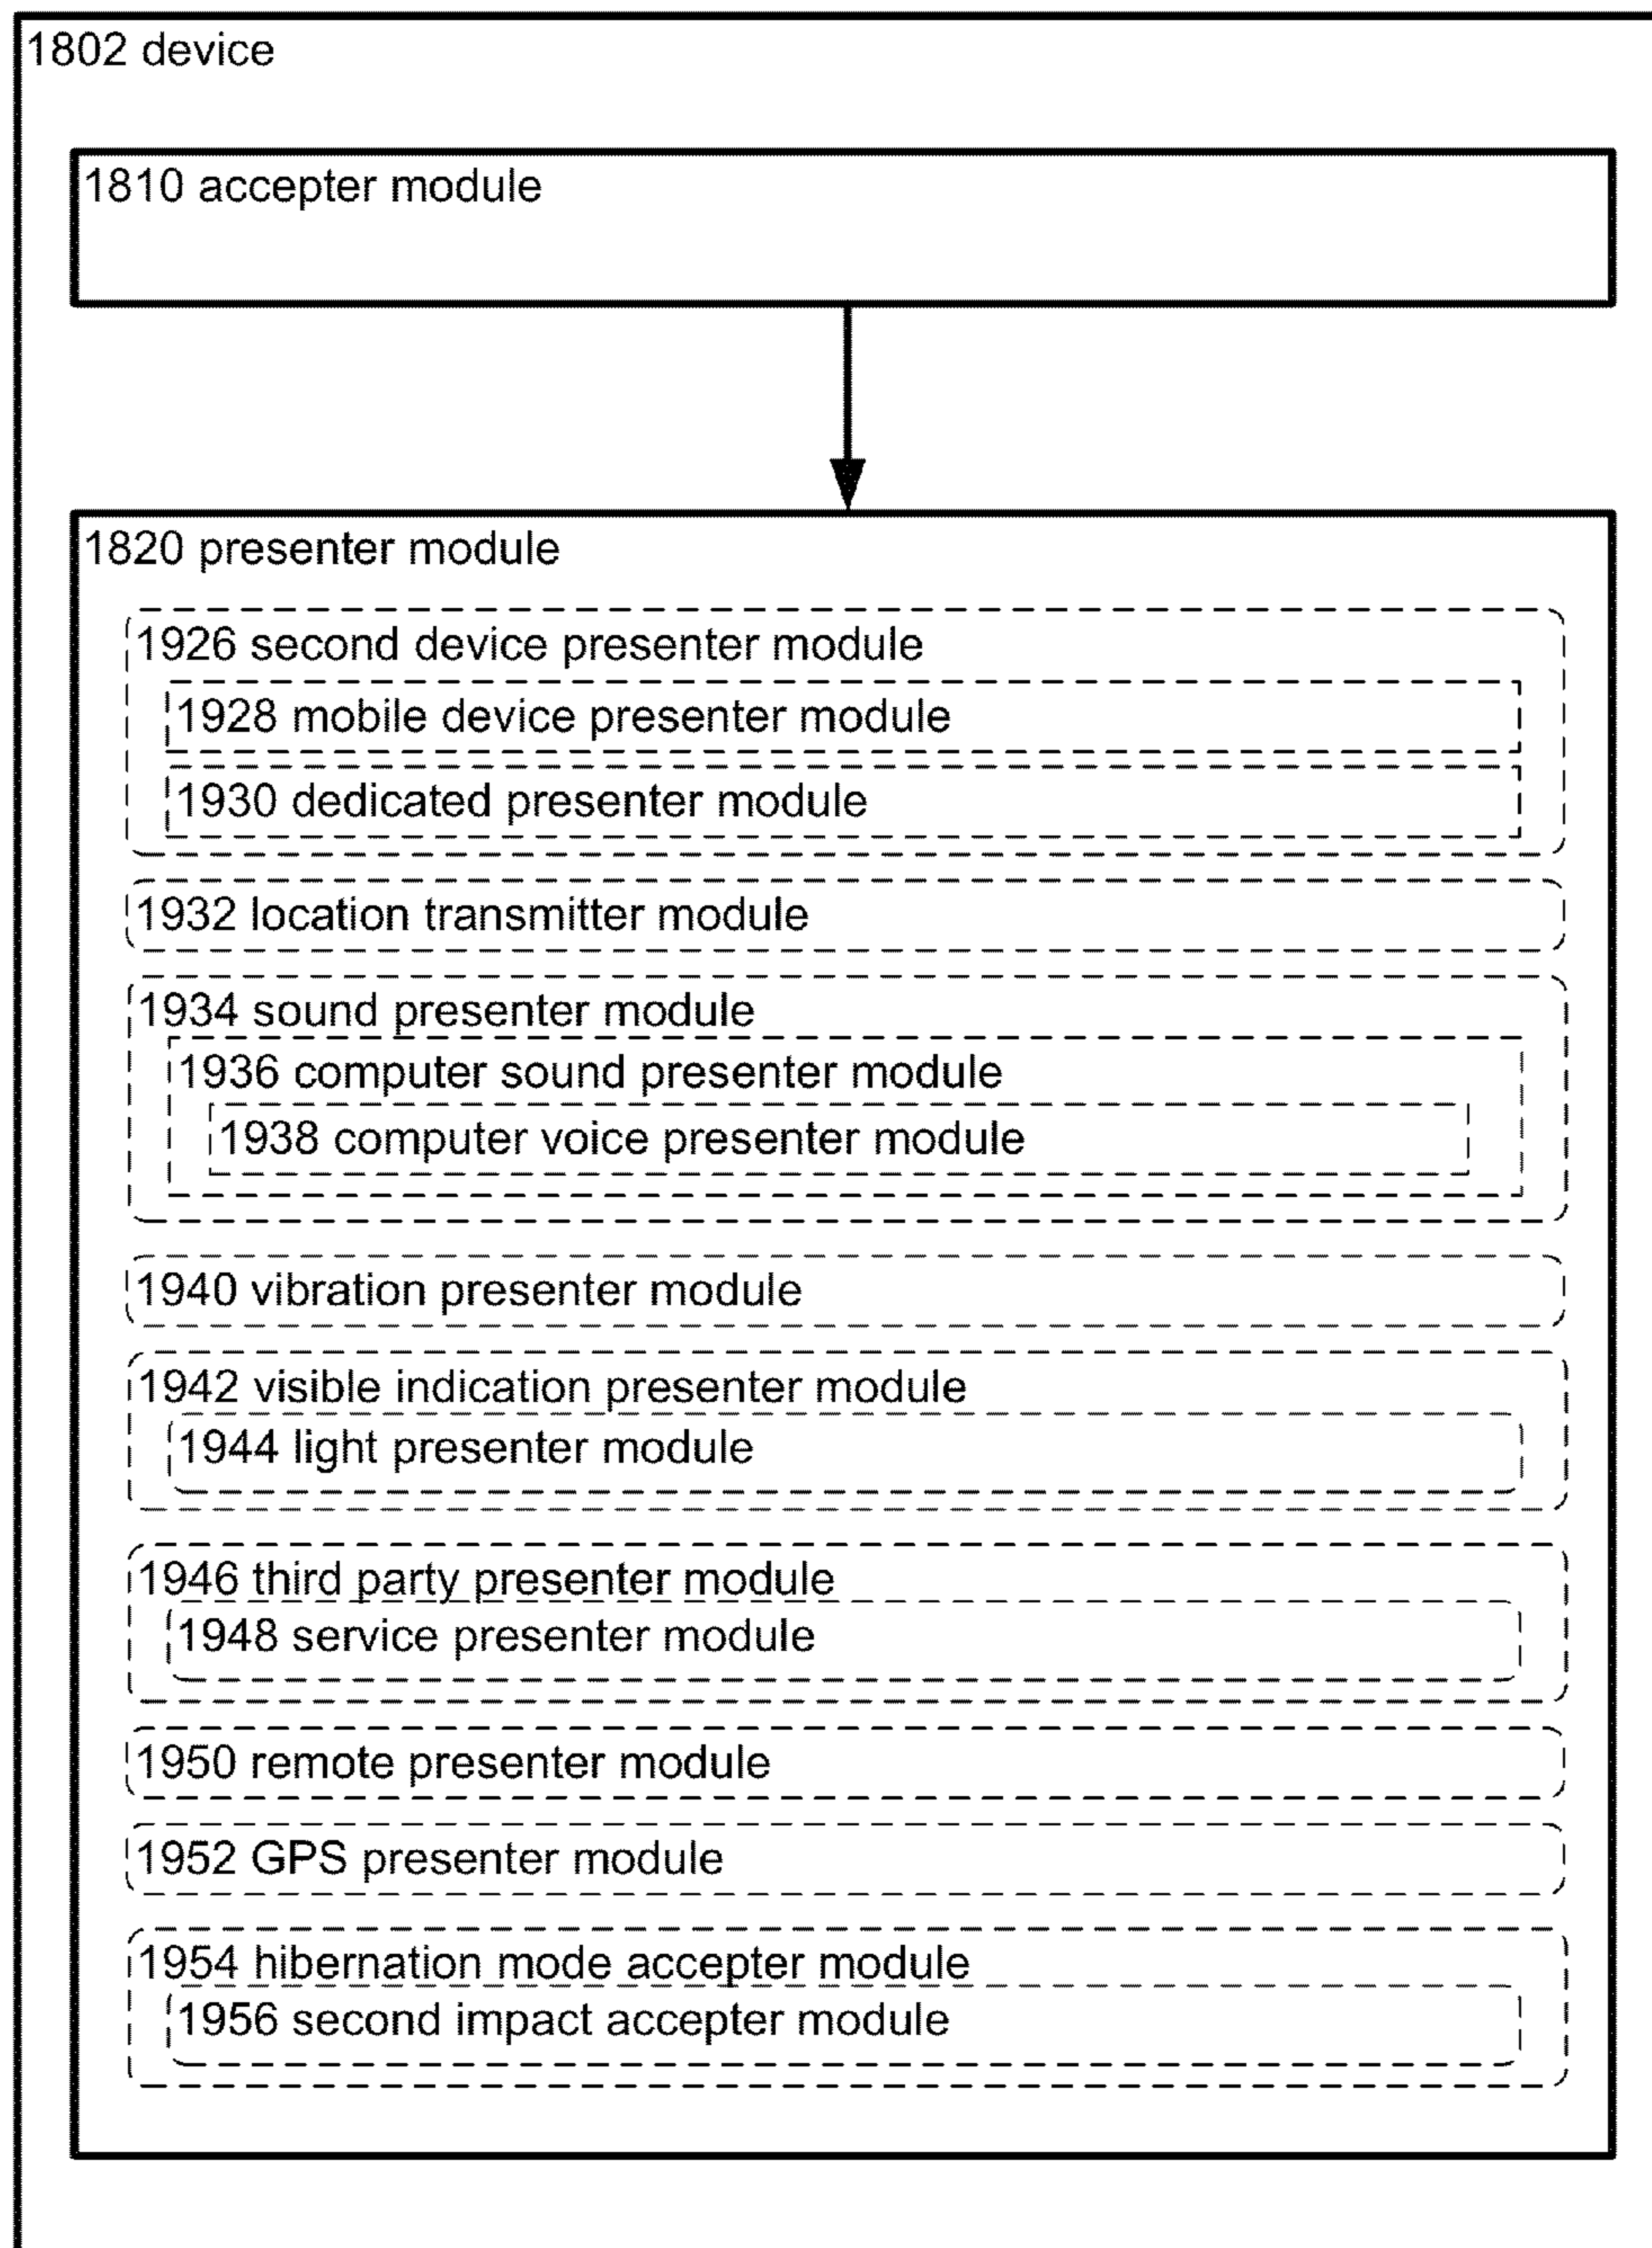 1802 device
1810 accepter module
1820 presenter module
1926 second device presenter module
1928 mobile device presenter module
1930 dedicated presenter module
1932 location transmitter module
1934 sound presenter module
1936 computer sound presenter module
1938 computer voice presenter module
1940 vibration presenter module
1942 visible indication presenter module
1944 light presenter module
1946 third party presenter module
1948 service presenter module
1950 remote presenter module
1952 GPS presenter module
1954 hibernation mode accepter module
1956 second impact accepter module